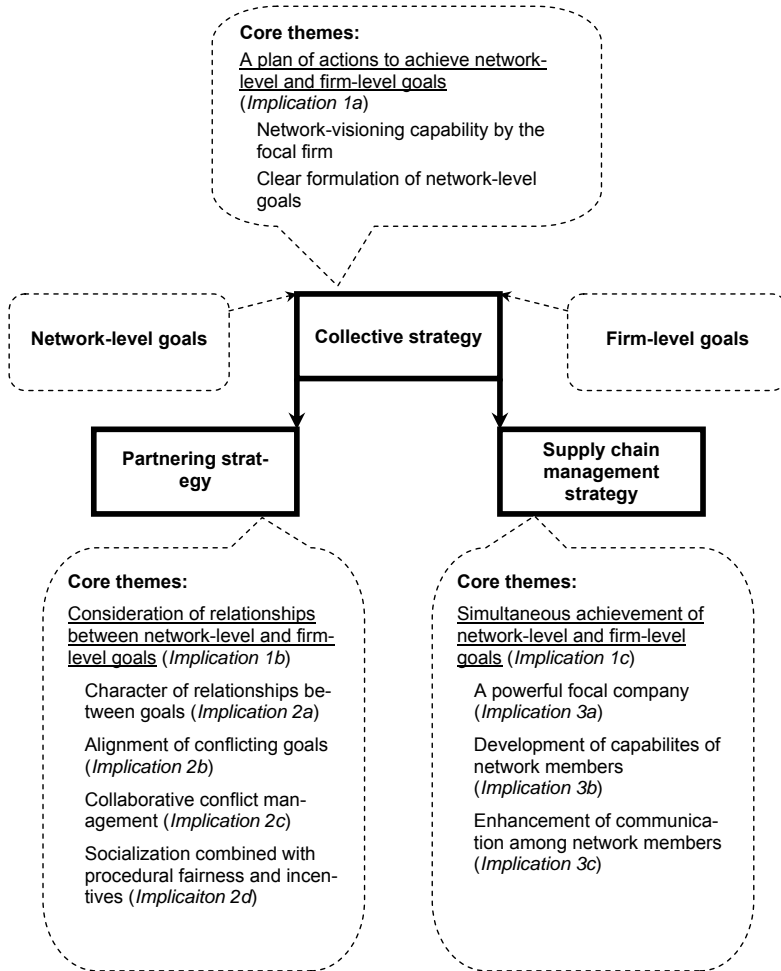 Core themes:
A plan of actions to achieve network-
level and firm-level goals
(Implication 1a)
Network-visioning capability by the
focal firm
Clear formulation of network-level
goals
Network-level goals
Collective strategy
Firm-level goals
Partnering strat-
egy
Supply chain
management
strategy
Core themes:
Consideration of relationships
between network-level and firm-
level goals (Implication 1b)
Character of relationships be-
tween goals (Implication 2a)
Alignment of conflicting goals
(Implication 2b)
Collaborative conflict man-
agement (Implication 2c)
Socialization combined with
procedural fairness and incen-
tives (Implicaiton 2d)
Core themes:
Simultaneous achievement of
network-level and firm-level
goals (Implication 1c)
A powerful focal company
(Implication 3a)
Development of capabilites of
network members
(Implication 3b)
Enhancement of communica-
tion among network members
(Implication 3c)